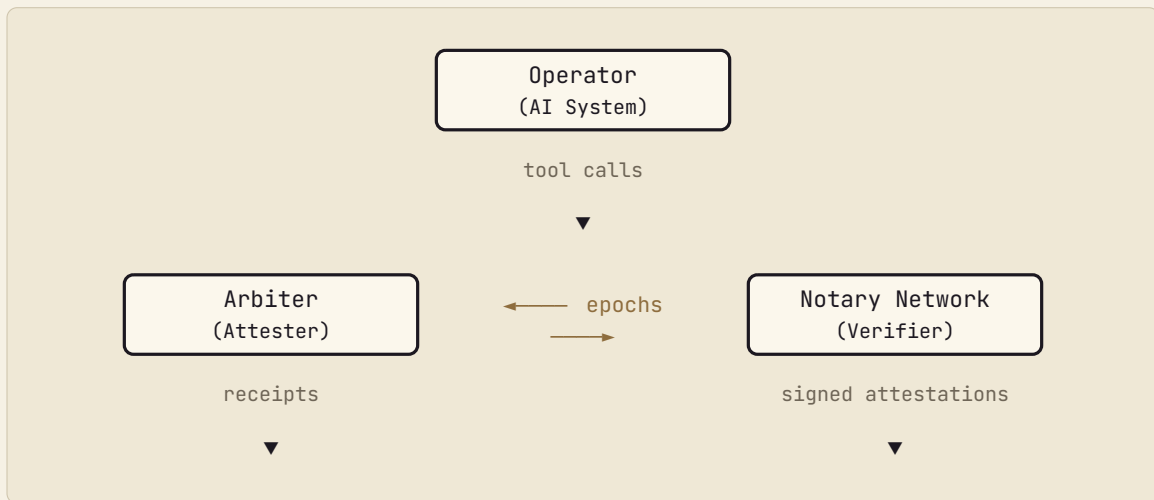 Operator
(AI System)
tool calls
Arbiter
(Attester)
epochs
Notary Network
(Verifier)
receipts
signed attestations